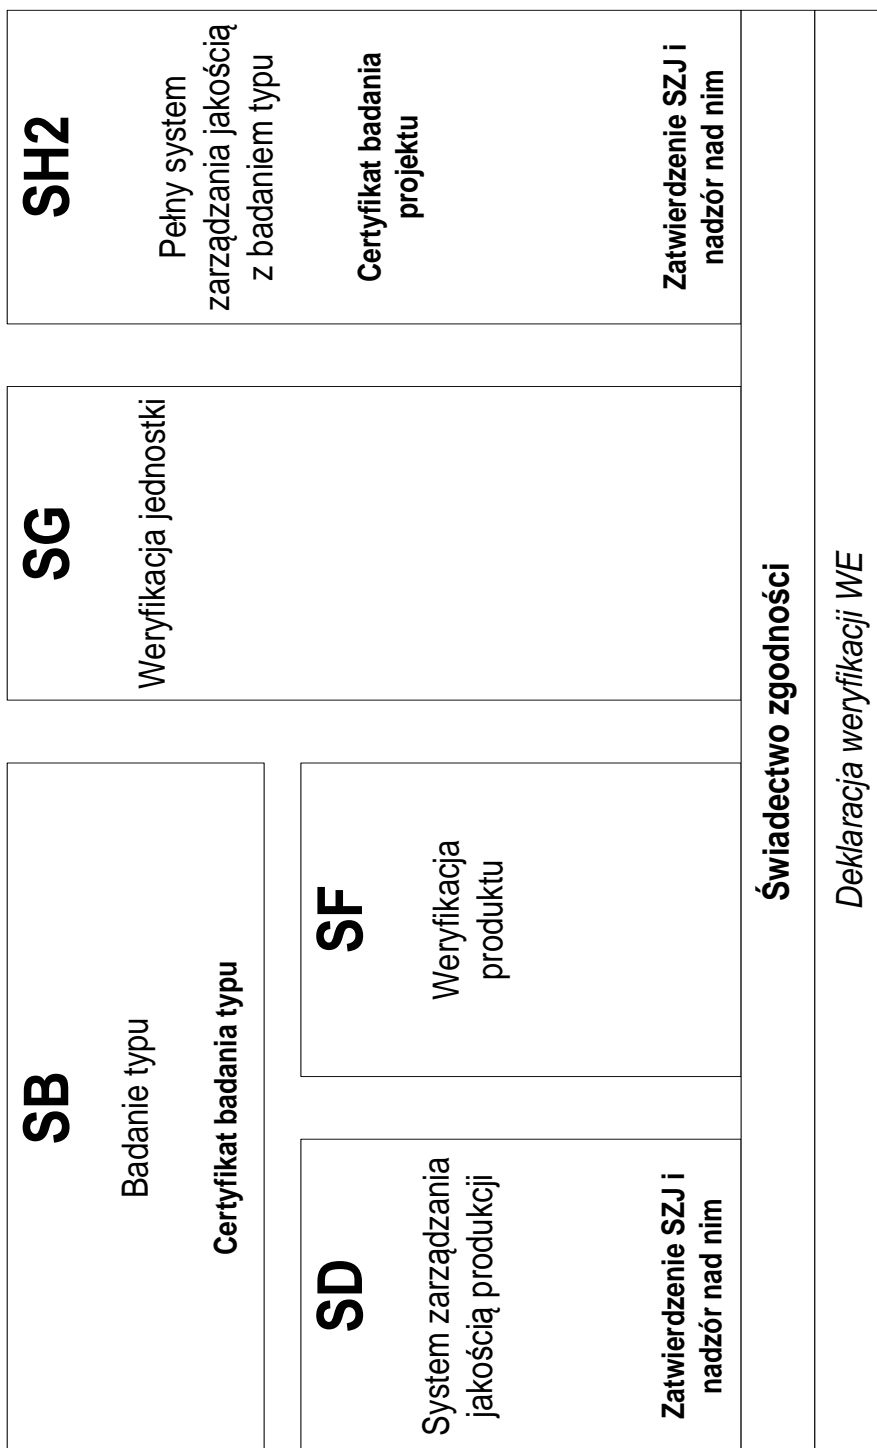 SB
Badanie typu
Certyfikat badania typu
SD
System zarządzania
jakością produkcji
Zatwierdzenie SZJ i
nadzór nad nim
SF
Weryfikacja
produktu
SG
Weryfikacja jednostki
SH2
Pełny system
zarządzania jakością
z badaniem typu
Certyfikat badania
projektu
Zatwierdzenie SZJ i
nadzór nad nim
Świadectwo zgodności
Deklaracja weryfikacji WE